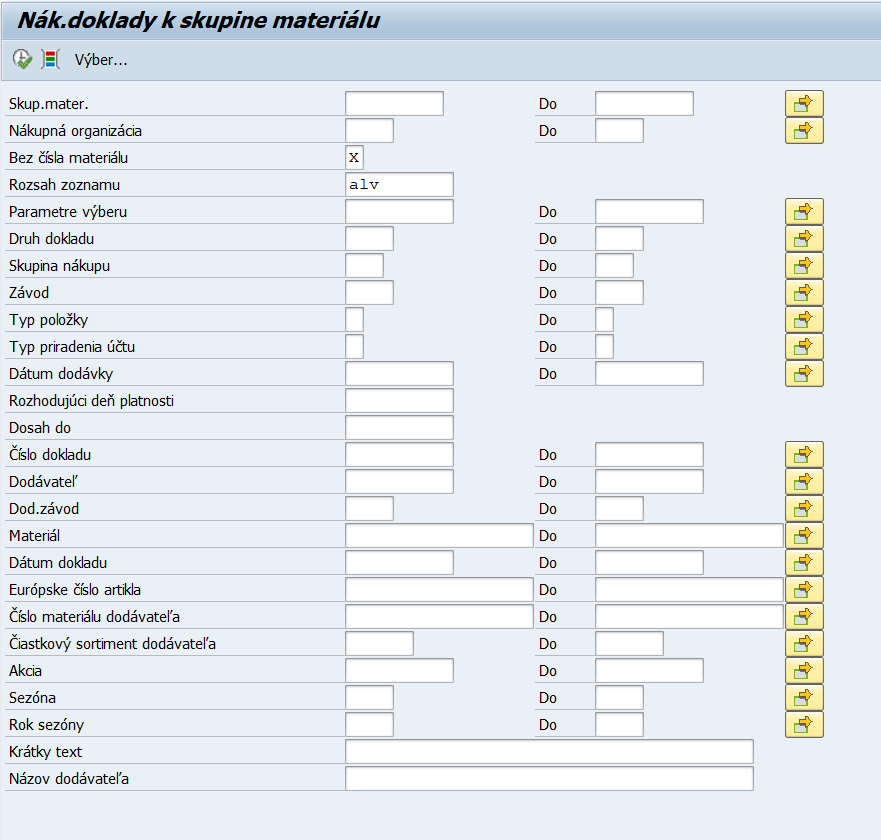 Nák.doklady k skupine materiálu
Výber...
Skup.mater. Do
Nákupná organizácia Do
Bez čísla materiálu X
Rozsah zoznamu alv
Parametre výberu Do
Druh dokladu Do
Skupina nákupu Do
Závod Do
Typ položky Do
Typ priradenia účtu Do
Dátum dodávky Do
Rozhodujúci deň platnosti
Dosah do
Číslo dokladu Do
Dodávateľ Do
Dod.závod Do
Materiál Do
Dátum dokladu Do
Európske číslo artikla Do
Číslo materiálu dodávateľa Do
Čiastkový sortiment dodávateľa Do
Akcia Do
Sezóna Do
Rok sezóny Do
Krátky text
Názov dodávateľa